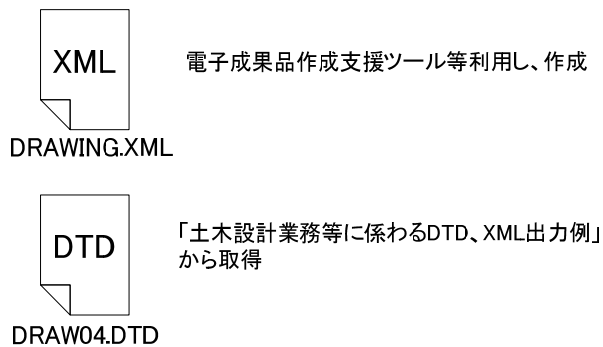 XML
電子成果品作成支援ツール等利用し、作成
DRAWING.XML
DTD
「土木設計業務等に係わるDTD、XML出力例」
から取得
DRAW04.DTD